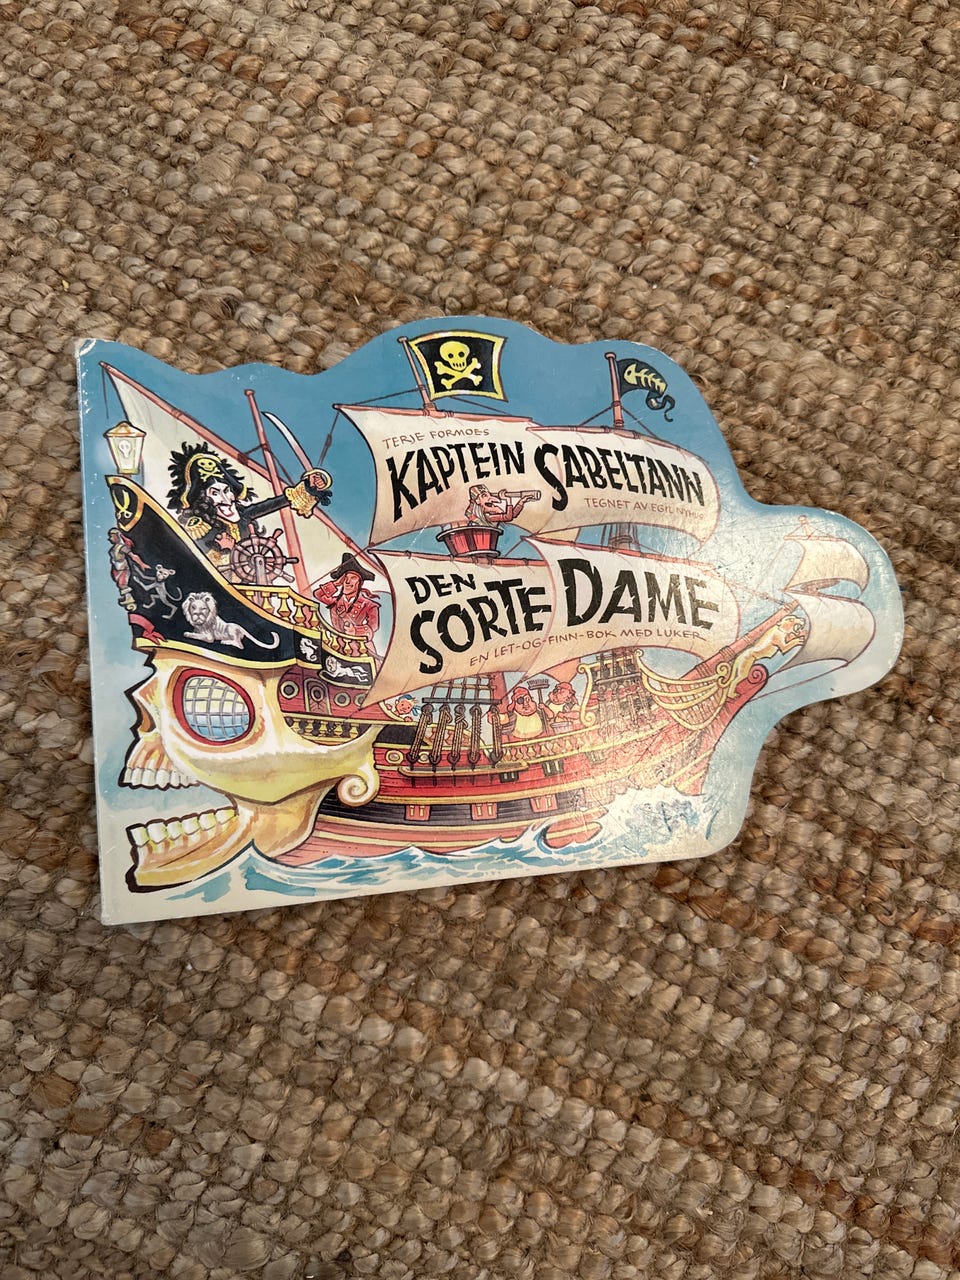 TERJE FORMOES
KAPTEIN SABELTANN
TEGNET AV EGIL NYHUS
DEN
SORTE DAME
EN LET-OG-FINN-BOK MED LUKER